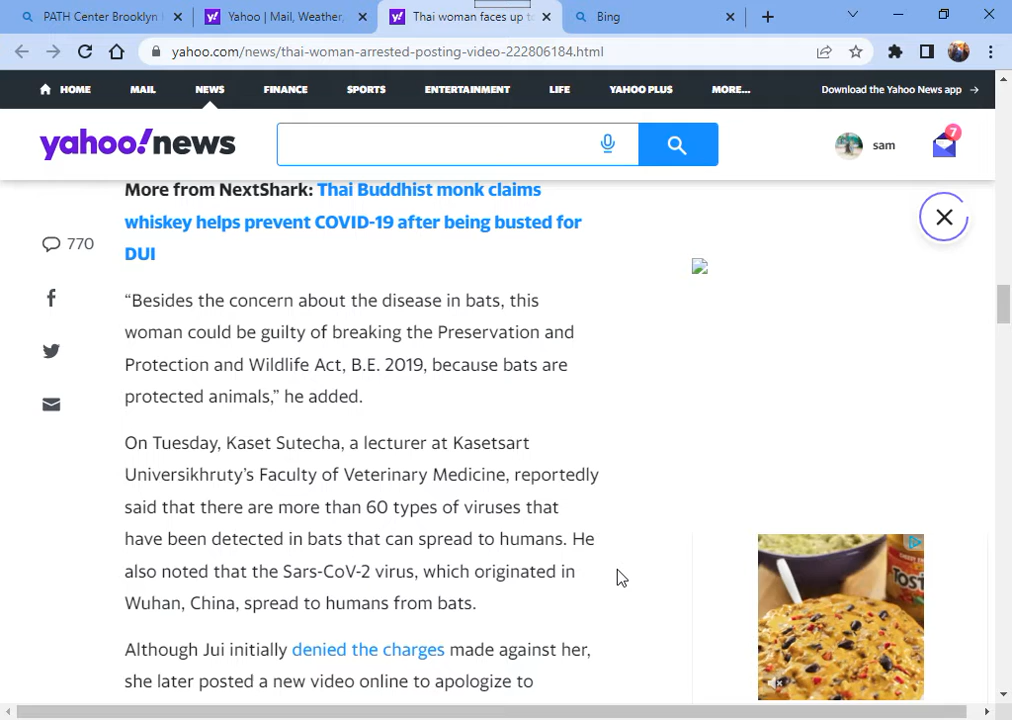 PATH Center Brooklyn
Yahoo | Mail, Weather,
Thai woman faces up to
Bing
yahoo.com/news/thai-woman-arrested-posting-video-222806184.html
HOME
MAIL
NEWS
FINANCE
SPORTS
ENTERTAINMENT
LIFE
YAHOO PLUS
MORE...
Download the Yahoo News app →
yahoo!news
sam
7
More from NextShark: Thai Buddhist monk claims
whiskey helps prevent COVID-19 after being busted for
DUI
770
“Besides the concern about the disease in bats, this
woman could be guilty of breaking the Preservation and
Protection and Wildlife Act, B.E. 2019, because bats are
protected animals,” he added.
On Tuesday, Kaset Sutecha, a lecturer at Kasetsart
Universikhruty’s Faculty of Veterinary Medicine, reportedly
said that there are more than 60 types of viruses that
have been detected in bats that can spread to humans. He
also noted that the Sars-CoV-2 virus, which originated in
Wuhan, China, spread to humans from bats.
Although Jui initially denied the charges made against her,
she later posted a new video online to apologize to